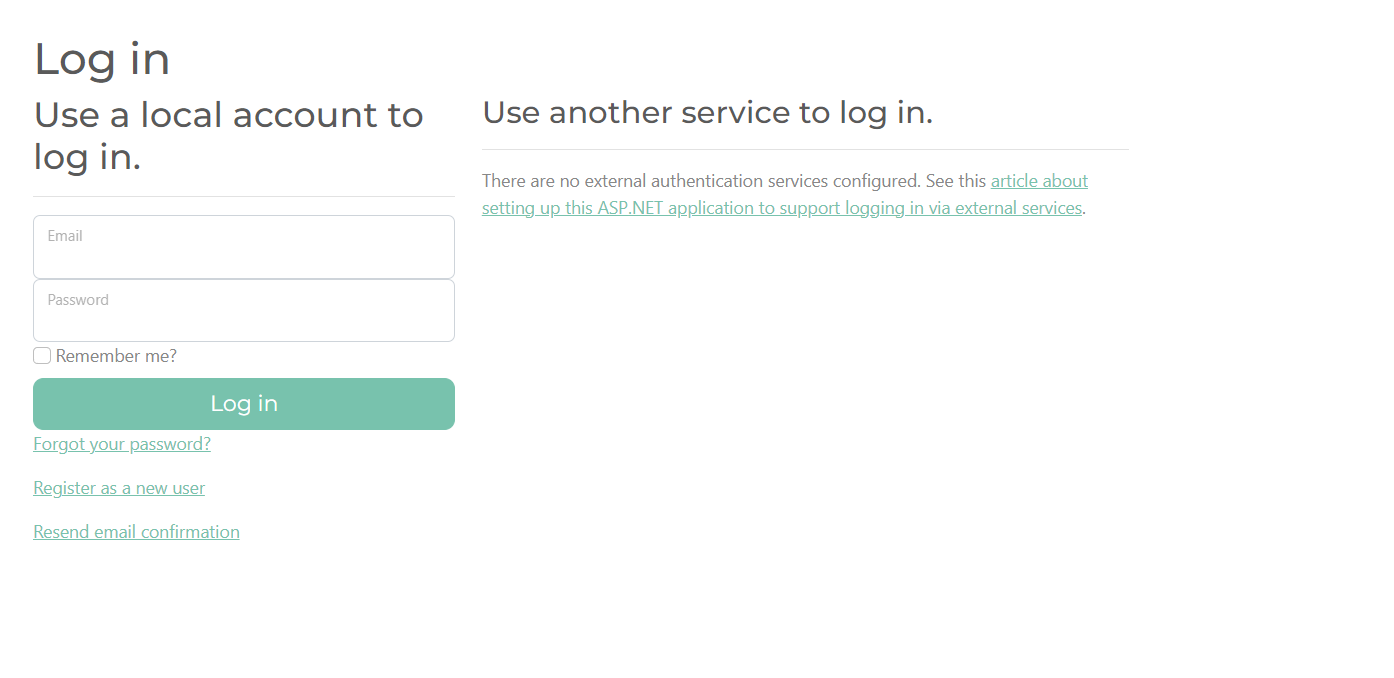 Log in
Use a local account to
log in.
Email
Password
Remember me?
Log in
Forgot your password?
Register as a new user
Resend email confirmation
Use another service to log in.
There are no external authentication services configured. See this article about
setting up this ASP.NET application to support logging in via external services.